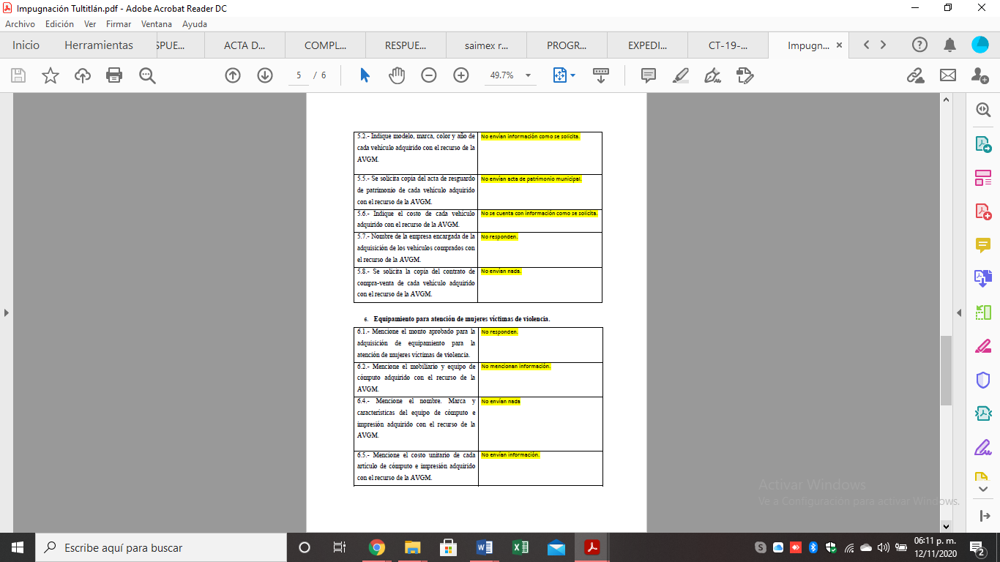 Impugnación Tultitlán.pdf - Adobe Acrobat Reader DC
Archivo Edición Ver Firmar Ventana Ayuda
Inicio Herramientas SPUE... ACTA D... COMPL... RESPUE... saimex r... PROGR... EXPEDI... CT-19-... Impugn...
5 / 6 49.7%
5.2.- Indique modelo, marca, color y año de
cada vehículo adquirido con el recurso de la
AVGM.
No envían información como se solicita.
5.5.- Se solicita copia del acta de resguardo
de patrimonio de cada vehículo adquirido
con el recurso de la AVGM.
No envían acta de patrimonio municipal.
5.6.- Indique el costo de cada vehículo
adquirido con el recurso de la AVGM.
No se cuenta con información como se solicita.
5.7.- Nombre de la empresa encargada de la
adquisición de los vehículos comprados con
el recurso de la AVGM.
No responden.
5.8.- Se solicita la copia del contrato de
compra-venta de cada vehículo adquirido
con el recurso de la AVGM.
No envían nada.
6. Equipamiento para atención de mujeres víctimas de violencia.
6.1.- Mencione el monto aprobado para la
adquisición de equipamiento para la
atención de mujeres víctimas de violencia.
No responden.
6.2.- Mencione el mobiliario y equipo de
cómputo adquirido con el recurso de la
AVGM.
No mencionan información.
6.4.- Mencione el nombre. Marca y
características del equipo de cómputo e
impresión adquirido con el recurso de la
AVGM.
No envían nada
6.5.- Mencione el costo unitario de cada
artículo de cómputo e impresión adquirido
con el recurso de la AVGM.
No envían información.
Activar Windows
Ve a Configuración para activar Windows.
Escribe aquí para buscar
06:11 p. m.
12/11/2020
2